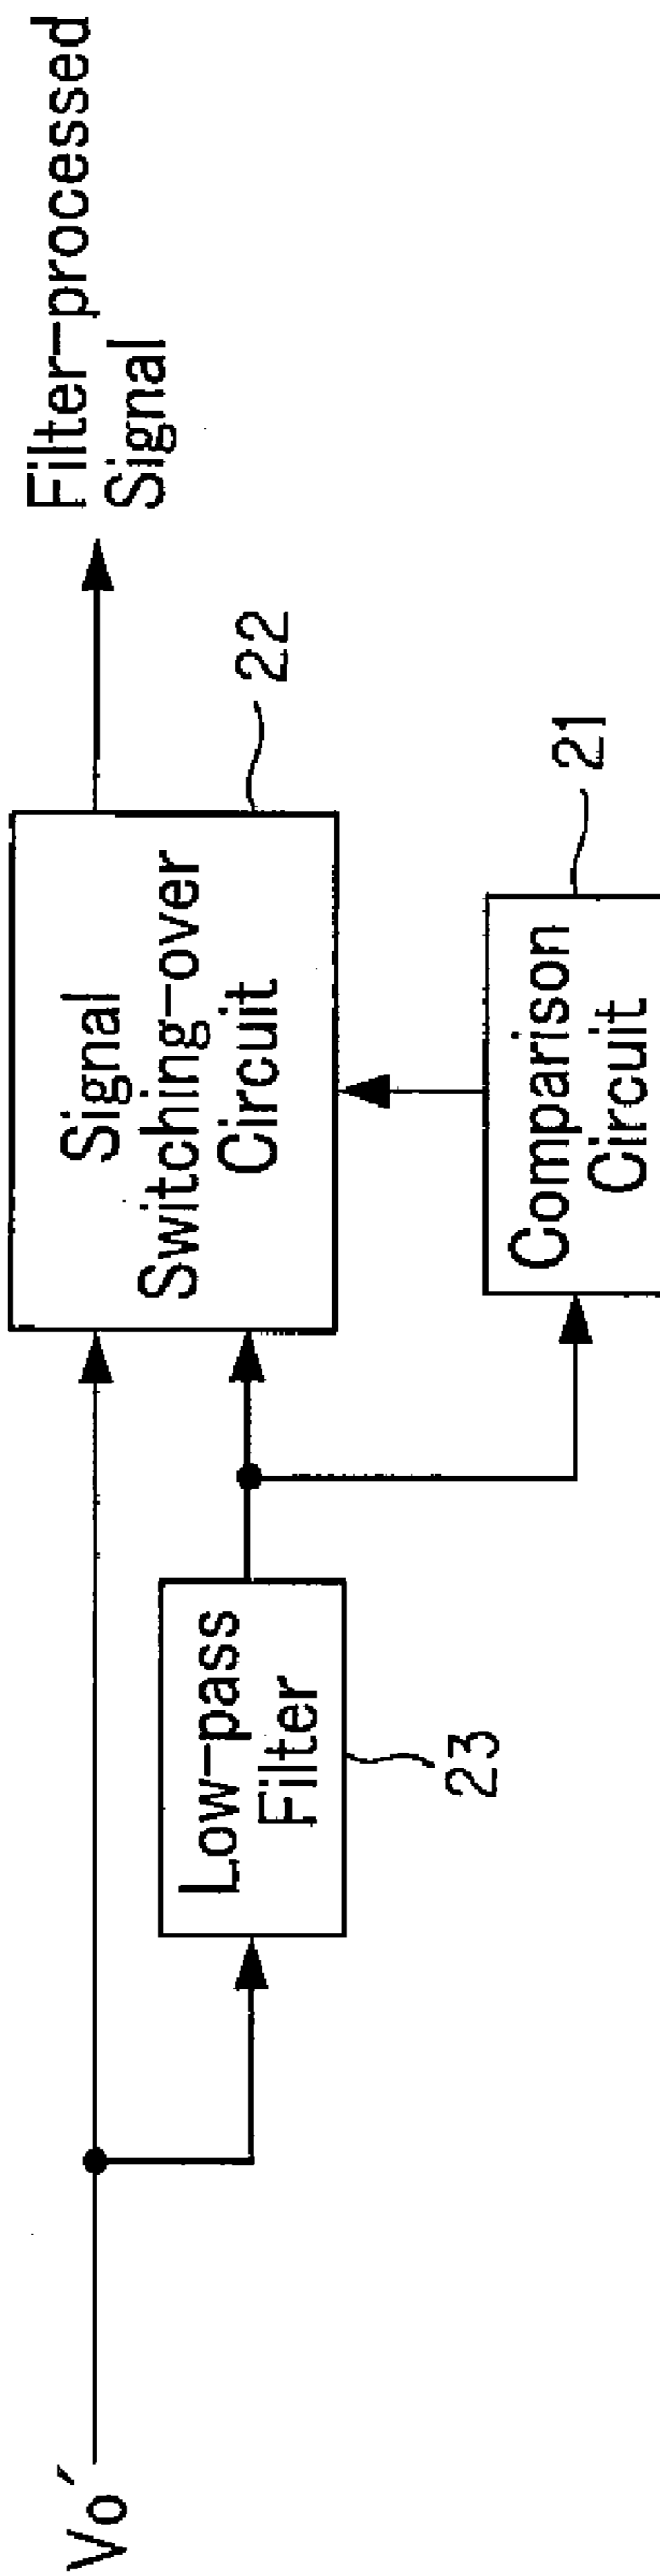 Vo′
Low-pass
Filter
23
Signal
Switching-over
Circuit
22
Comparison
Circuit
21
Filter-processed
Signal